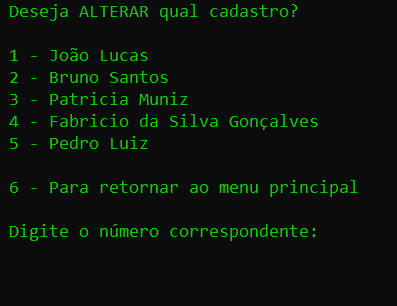 Deseja ALTERAR qual cadastro?
1 - João Lucas
2 - Bruno Santos
3 - Patricia Muniz
4 - Fabricio da Silva Gonçalves
5 - Pedro Luiz
6 - Para retornar ao menu principal
Digite o número correspondente: